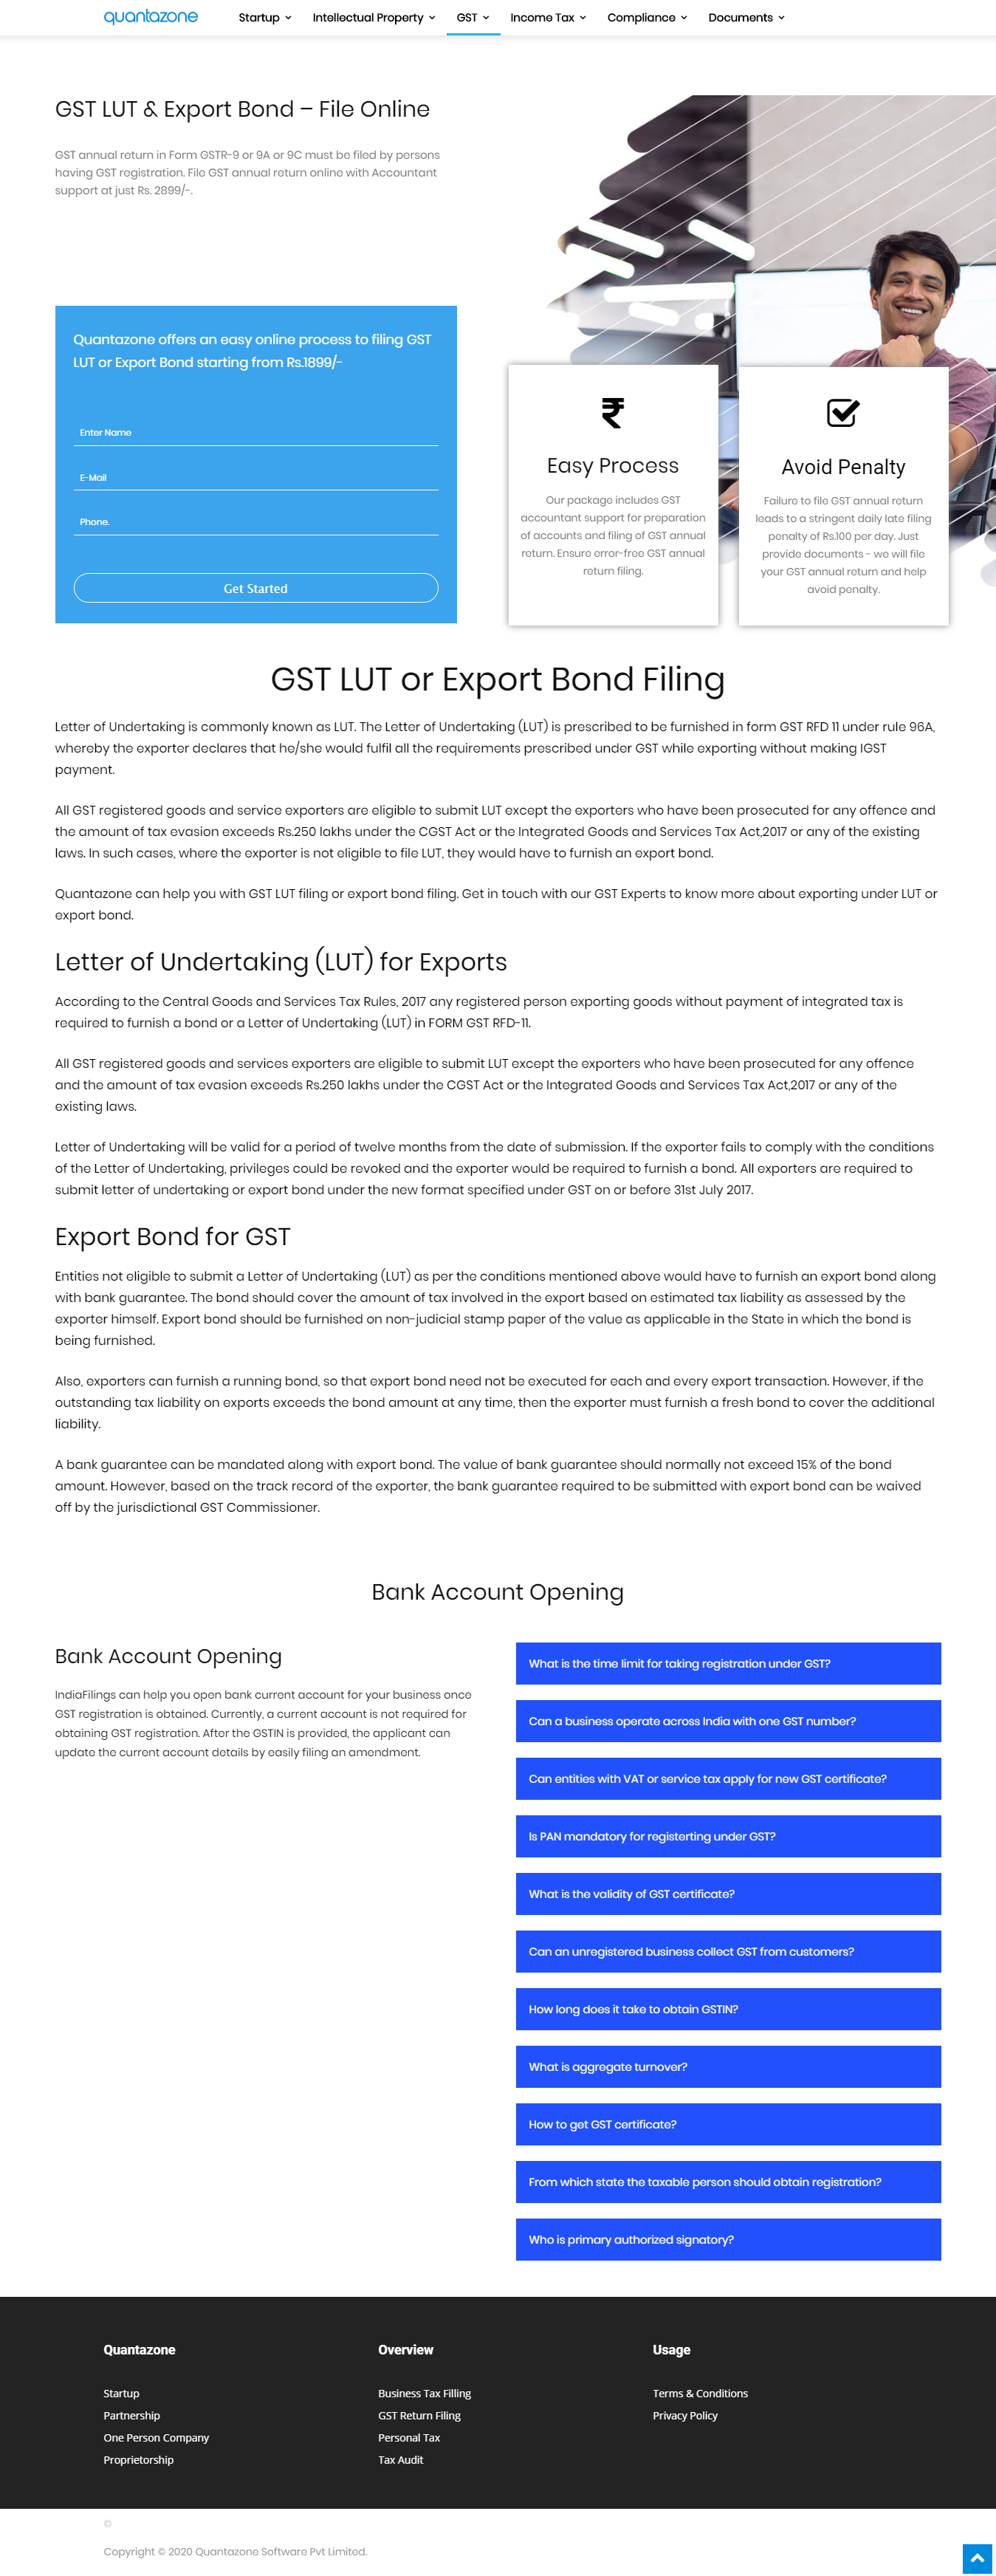 quantazone
Startup
Intellectual Property
GST
Income Tax
Compliance
Documents
GST LUT & Export Bond – File Online
GST annual return in Form GSTR-9 or 9A or 9C must be filed by persons
having GST registration. File GST annual return online with Accountant
support at just Rs. 2899/-.
Quantazone offers an easy online process to filing GST
LUT or Export Bond starting from Rs.1899/-
Enter Name
E-Mail
Phone.
Get Started
Easy Process
Our package includes GST
accountant support for preparation
of accounts and filing of GST annual
return. Ensure error-free GST annual
return filing.
Avoid Penalty
Failure to file GST annual return
leads to a stringent daily late filing
penalty of Rs.100 per day. Just
provide documents - we will file
your GST annual return and help
avoid penalty.
GST LUT or Export Bond Filing
Letter of Undertaking is commonly known as LUT. The Letter of Undertaking (LUT) is prescribed to be furnished in form GST RFD 11 under rule 96A,
whereby the exporter declares that he/she would fulfil all the requirements prescribed under GST while exporting without making IGST
payment.
All GST registered goods and service exporters are eligible to submit LUT except the exporters who have been prosecuted for any offence and
the amount of tax evasion exceeds Rs.250 lakhs under the CGST Act or the Integrated Goods and Services Tax Act,2017 or any of the existing
laws. In such cases, where the exporter is not eligible to file LUT, they would have to furnish an export bond.
Quantazone can help you with GST LUT filing or export bond filing. Get in touch with our GST Experts to know more about exporting under LUT or
export bond.
Letter of Undertaking (LUT) for Exports
According to the Central Goods and Services Tax Rules, 2017 any registered person exporting goods without payment of integrated tax is
required to furnish a bond or a Letter of Undertaking (LUT) in FORM GST RFD-11.
All GST registered goods and services exporters are eligible to submit LUT except the exporters who have been prosecuted for any offence
and the amount of tax evasion exceeds Rs.250 lakhs under the CGST Act or the Integrated Goods and Services Tax Act,2017 or any of the
existing laws.
Letter of Undertaking will be valid for a period of twelve months from the date of submission. If the exporter fails to comply with the conditions
of the Letter of Undertaking, privileges could be revoked and the exporter would be required to furnish a bond. All exporters are required to
submit letter of undertaking or export bond under the new format specified under GST on or before 31st July 2017.
Export Bond for GST
Entities not eligible to submit a Letter of Undertaking (LUT) as per the conditions mentioned above would have to furnish an export bond along
with bank guarantee. The bond should cover the amount of tax involved in the export based on estimated tax liability as assessed by the
exporter himself. Export bond should be furnished on non-judicial stamp paper of the value as applicable in the State in which the bond is
being furnished.
Also, exporters can furnish a running bond, so that export bond need not be executed for each and every export transaction. However, if the
outstanding tax liability on exports exceeds the bond amount at any time, then the exporter must furnish a fresh bond to cover the additional
liability.
A bank guarantee can be mandated along with export bond. The value of bank guarantee should normally not exceed 15% of the bond
amount. However, based on the track record of the exporter, the bank guarantee required to be submitted with export bond can be waived
off by the jurisdictional GST Commissioner.
Bank Account Opening
Bank Account Opening
IndiaFilings can help you open bank current account for your business once
GST registration is obtained. Currently, a current account is not required for
obtaining GST registration. After the GSTIN is provided, the applicant can
update the current account details by easily filing an amendment.
What is the time limit for taking registration under GST?
Can a business operate across India with one GST number?
Can entities with VAT or service tax apply for new GST certificate?
Is PAN mandatory for registerting under GST?
What is the validity of GST certificate?
Can an unregistered business collect GST from customers?
How long does it take to obtain GSTIN?
What is aggregate turnover?
How to get GST certificate?
From which state the taxable person should obtain registration?
Who is primary authorized signatory?
Quantazone
Startup
Partnership
One Person Company
Proprietorship
Overview
Business Tax Filling
GST Return Filing
Personal Tax
Tax Audit
Usage
Terms & Conditions
Privacy Policy
©
Copyright © 2020 Quantazone Software Pvt Limited.